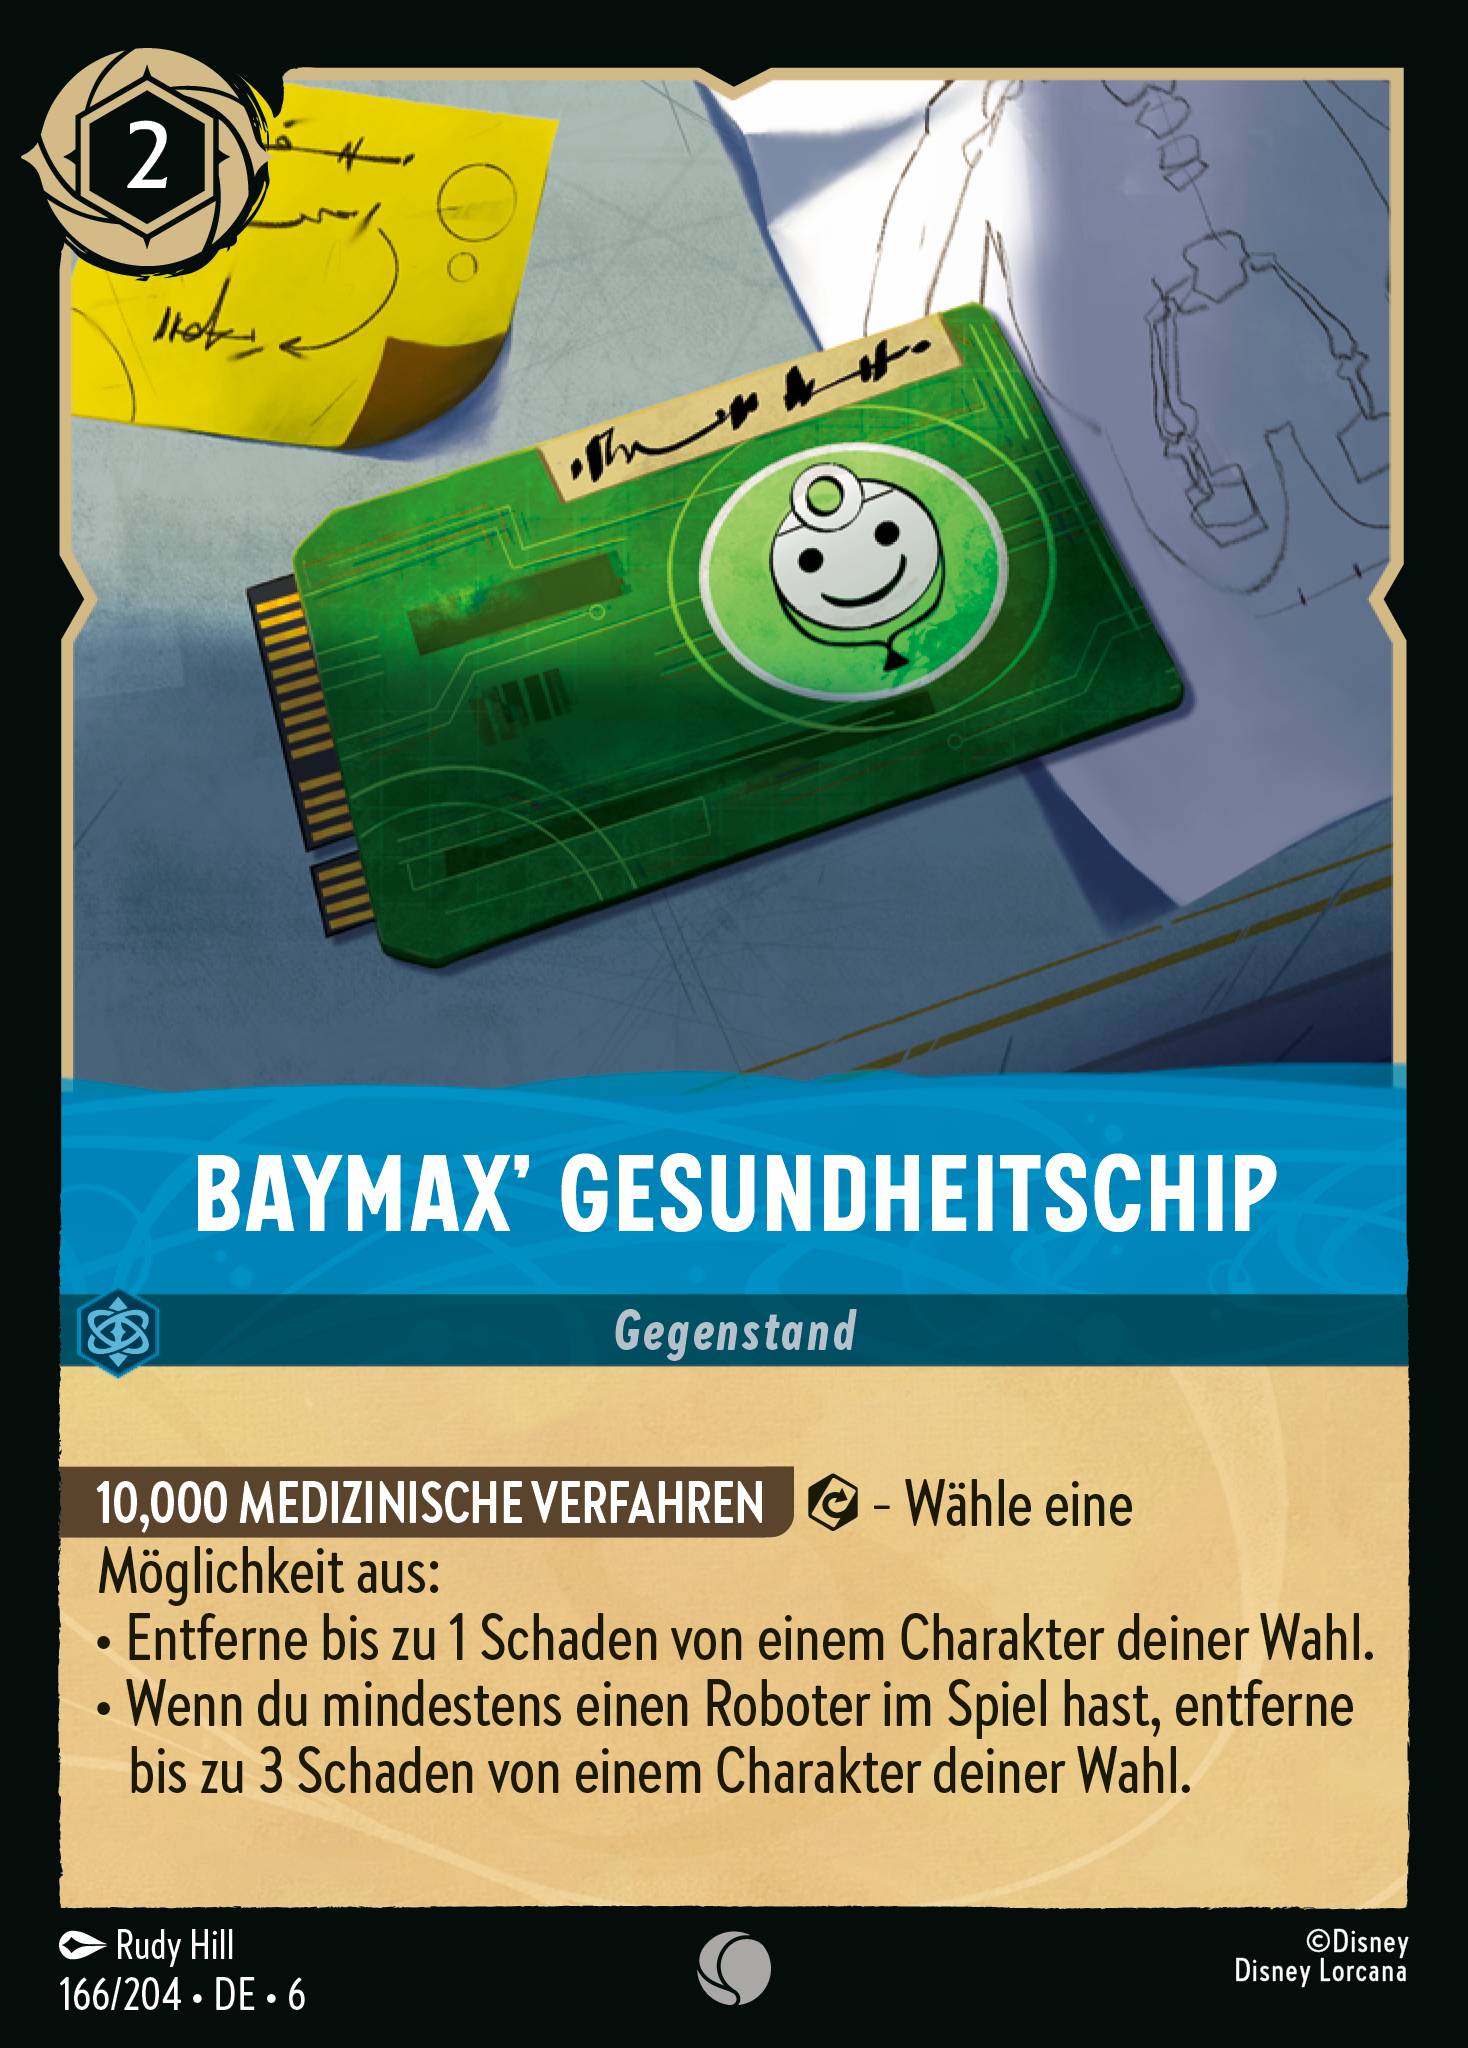 2
BAYMAX’ GESUNDHEITSCHIP
Gegenstand
10,000 MEDIZINISCHE VERFAHREN – Wähle eine
Möglichkeit aus:
• Entferne bis zu 1 Schaden von einem Charakter deiner Wahl.
• Wenn du mindestens einen Roboter im Spiel hast, entferne
bis zu 3 Schaden von einem Charakter deiner Wahl.
Rudy Hill
166/204 • DE • 6
©Disney
Disney Lorcana